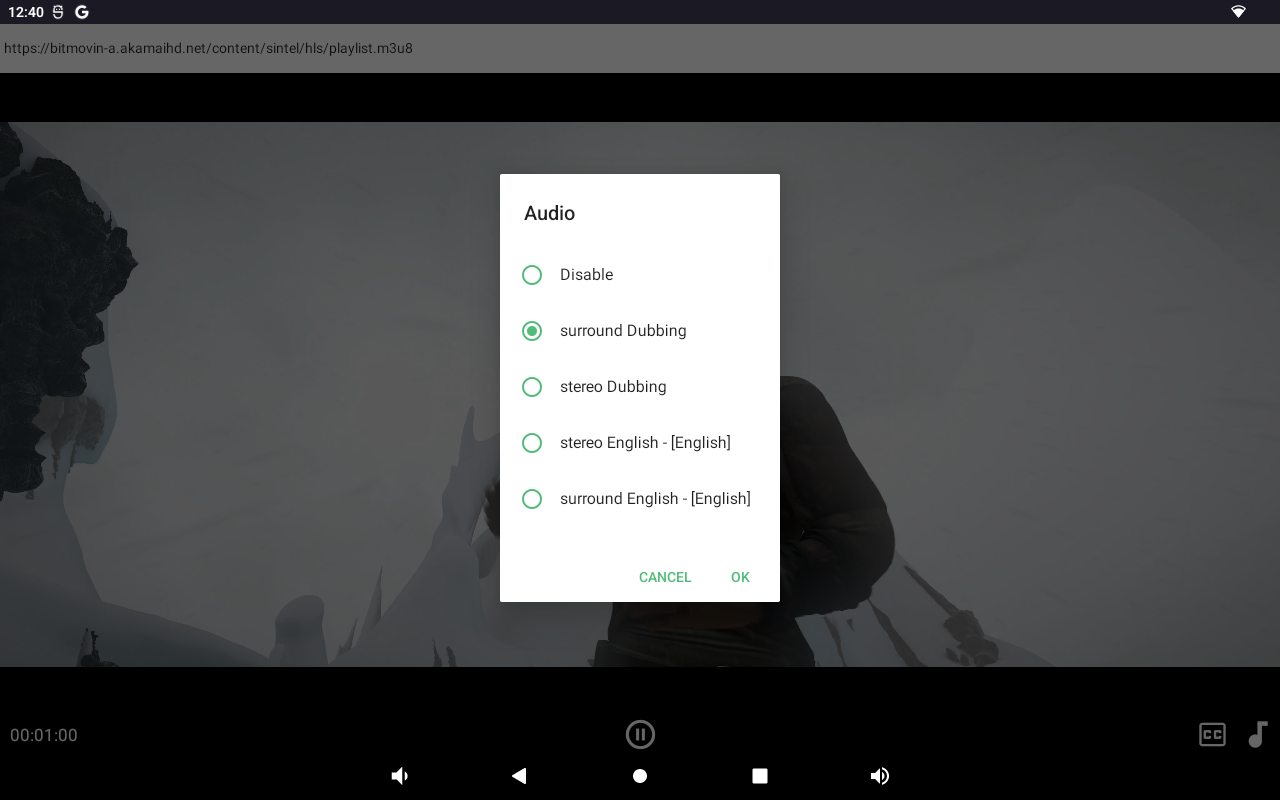 12:40
https://bitmovin-a.akamaihd.net/content/sintel/hls/playlist.m3u8
Audio
Disable
surround Dubbing
stereo Dubbing
stereo English - [English]
surround English - [English]
CANCEL OK
00:01:00
CC